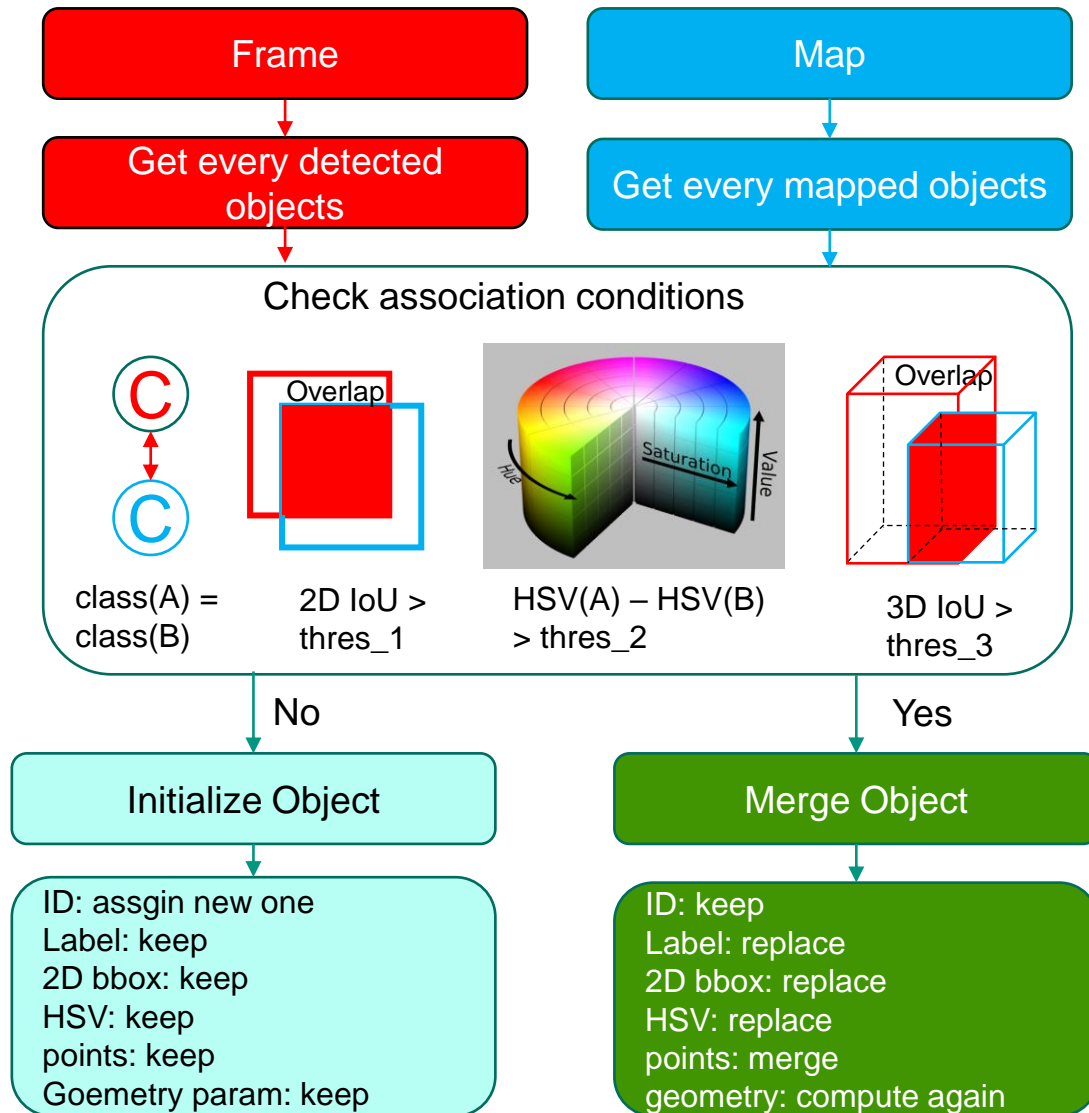 Frame
Map
Get every detected
objects
Get every mapped objects
Check association conditions
C
C
Overlap
Hue
Saturation
Value
Overlap
class(A) =
class(B)
2D IoU >
thres_1
HSV(A) – HSV(B)
> thres_2
3D IoU >
thres_3
No
Yes
Initialize Object
Merge Object
ID: assgin new one
Label: keep
2D bbox: keep
HSV: keep
points: keep
Goemetry param: keep
ID: keep
Label: replace
2D bbox: replace
HSV: replace
points: merge
geometry: compute again